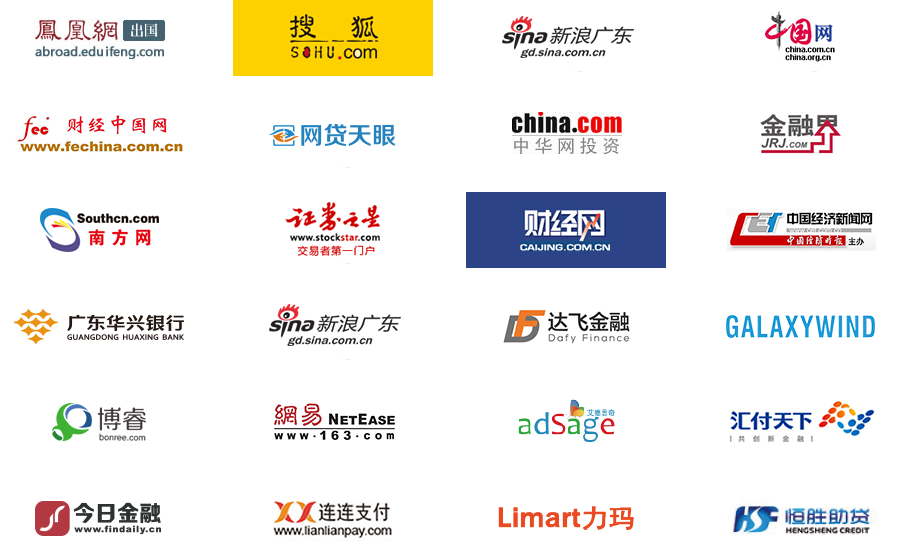 鳳凰網 出国
abroad.edu.ifeng.com
搜狐
SOHU.com
sina 新浪广东
gd.sina.com.cn
中国网
china.com.cn
china.org.cn
fec 财经中国网
www.fechina.com.cn
网贷天眼
china.com
中华网投资
金融界
JRJ.COM
Southcn.com
南方网
证券之星
www.stockstar.com
交易者第一门户
财经网
CAIJING.COM.CN
CET 中国经济新闻网
www.cet.com.cn
中国经济时报 主办
广东华兴银行
GUANGDONG HUAXING BANK
sina 新浪广东
gd.sina.com.cn
DF 达飞金融
Dafy Finance
GALAXYWIND
博睿
bonree.com
網易 NETEASE
www.163.com
艾德思奇
adSage
汇付天下
共创新金融
今日金融
www.findaily.cn
连连支付
www.lianlianpay.com
Limart力玛
HSF 恒胜助贷
HENGSHENG CREDIT